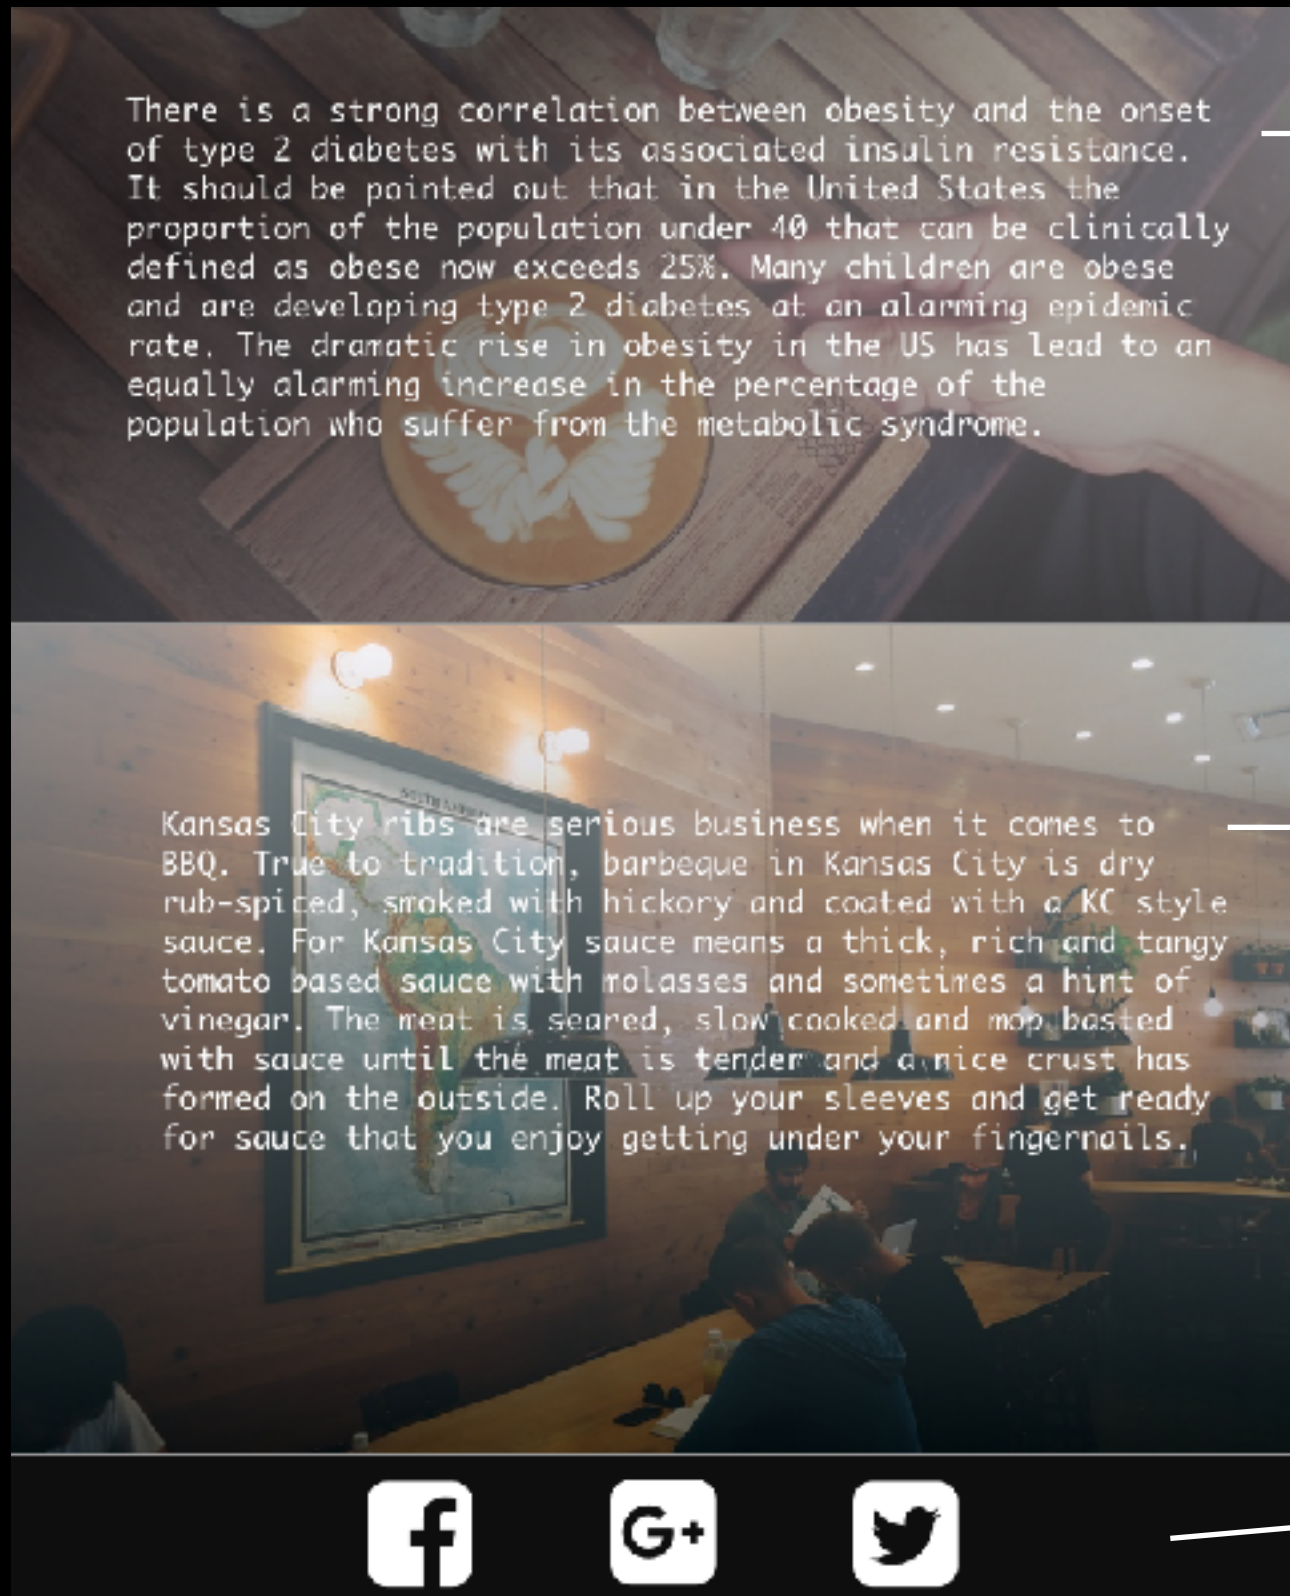 There is a strong correlation between obesity and the onset
of type 2 diabetes with its associated insulin resistance.
It should be pointed out that in the United States the
proportion of the population under 40 that can be clinically
defined as obese now exceeds 25%. Many children are obese
and are developing type 2 diabetes at an alarming epidemic
rate. The dramatic rise in obesity in the US has lead to an
equally alarming increase in the percentage of the
population who suffer from the metabolic syndrome.
Kansas City ribs are serious business when it comes to
BBQ. True to tradition, barbeque in Kansas City is dry
rub-spiced, smoked with hickory and coated with a KC style
sauce. For Kansas City sauce means a thick, rich and tangy
tomato based sauce with molasses and sometimes a hint of
vinegar. The meat is seared, slow cooked and mop basted
with sauce until the meat is tender and a nice crust has
formed on the outside. Roll up your sleeves and get ready
for sauce that you enjoy getting under your fingernails.
f G+